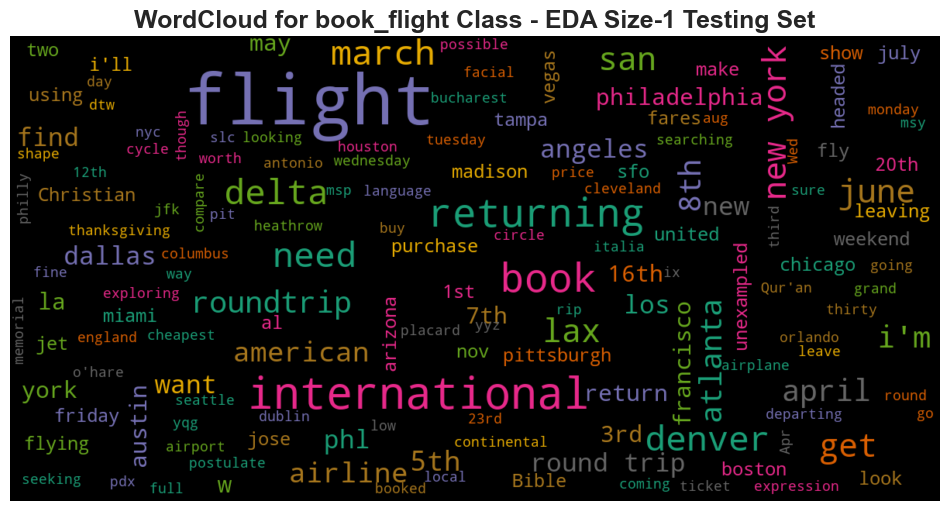 WordCloud for book_flight Class - EDA Size-1 Testing Set
two
may
march
possible
san
new york
make
show
july
i'll
day
facial
vegas
headed
using
dtw
flight
bucharest
philadelphia
monday
find
nyc
though
slc
looking
tampa
fares
aug
searching
msy
shape
cycle
worth
houston
tuesday
angeles
wed
fly
12th
antonio
wednesday
madison
price
sfo
8th
20th
philly
Christian
compare
delta
msp
language
cleveland
new
sure
june
jfk
pit
leaving
thanksgiving
heathrow
buy
returning
united
third
weekend
dallas
columbus
need
purchase
circle
italia
unexampled
chicago
going
fine
way
book
16th
ix
Qur'an
grand
la
exploring
roundtrip
1st
rip
los
thirty
memorial
miami
al
arizona
7th
yyz
lax
francisco
atlanta
i'm
jet
england
cheapest
placard
nov
pittsburgh
orlando
leave
o'hare
american
airplane
york
austin
want
international
return
april
round
seattle
friday
yqg
dublin
low
23rd
departing
go
flying
airport
jose
phl
continental
3rd
denver
Apr
get
postulate
5th
round trip
boston
seeking
pdx
full
w
airline
booked
local
Bible
coming
ticket
expression
look